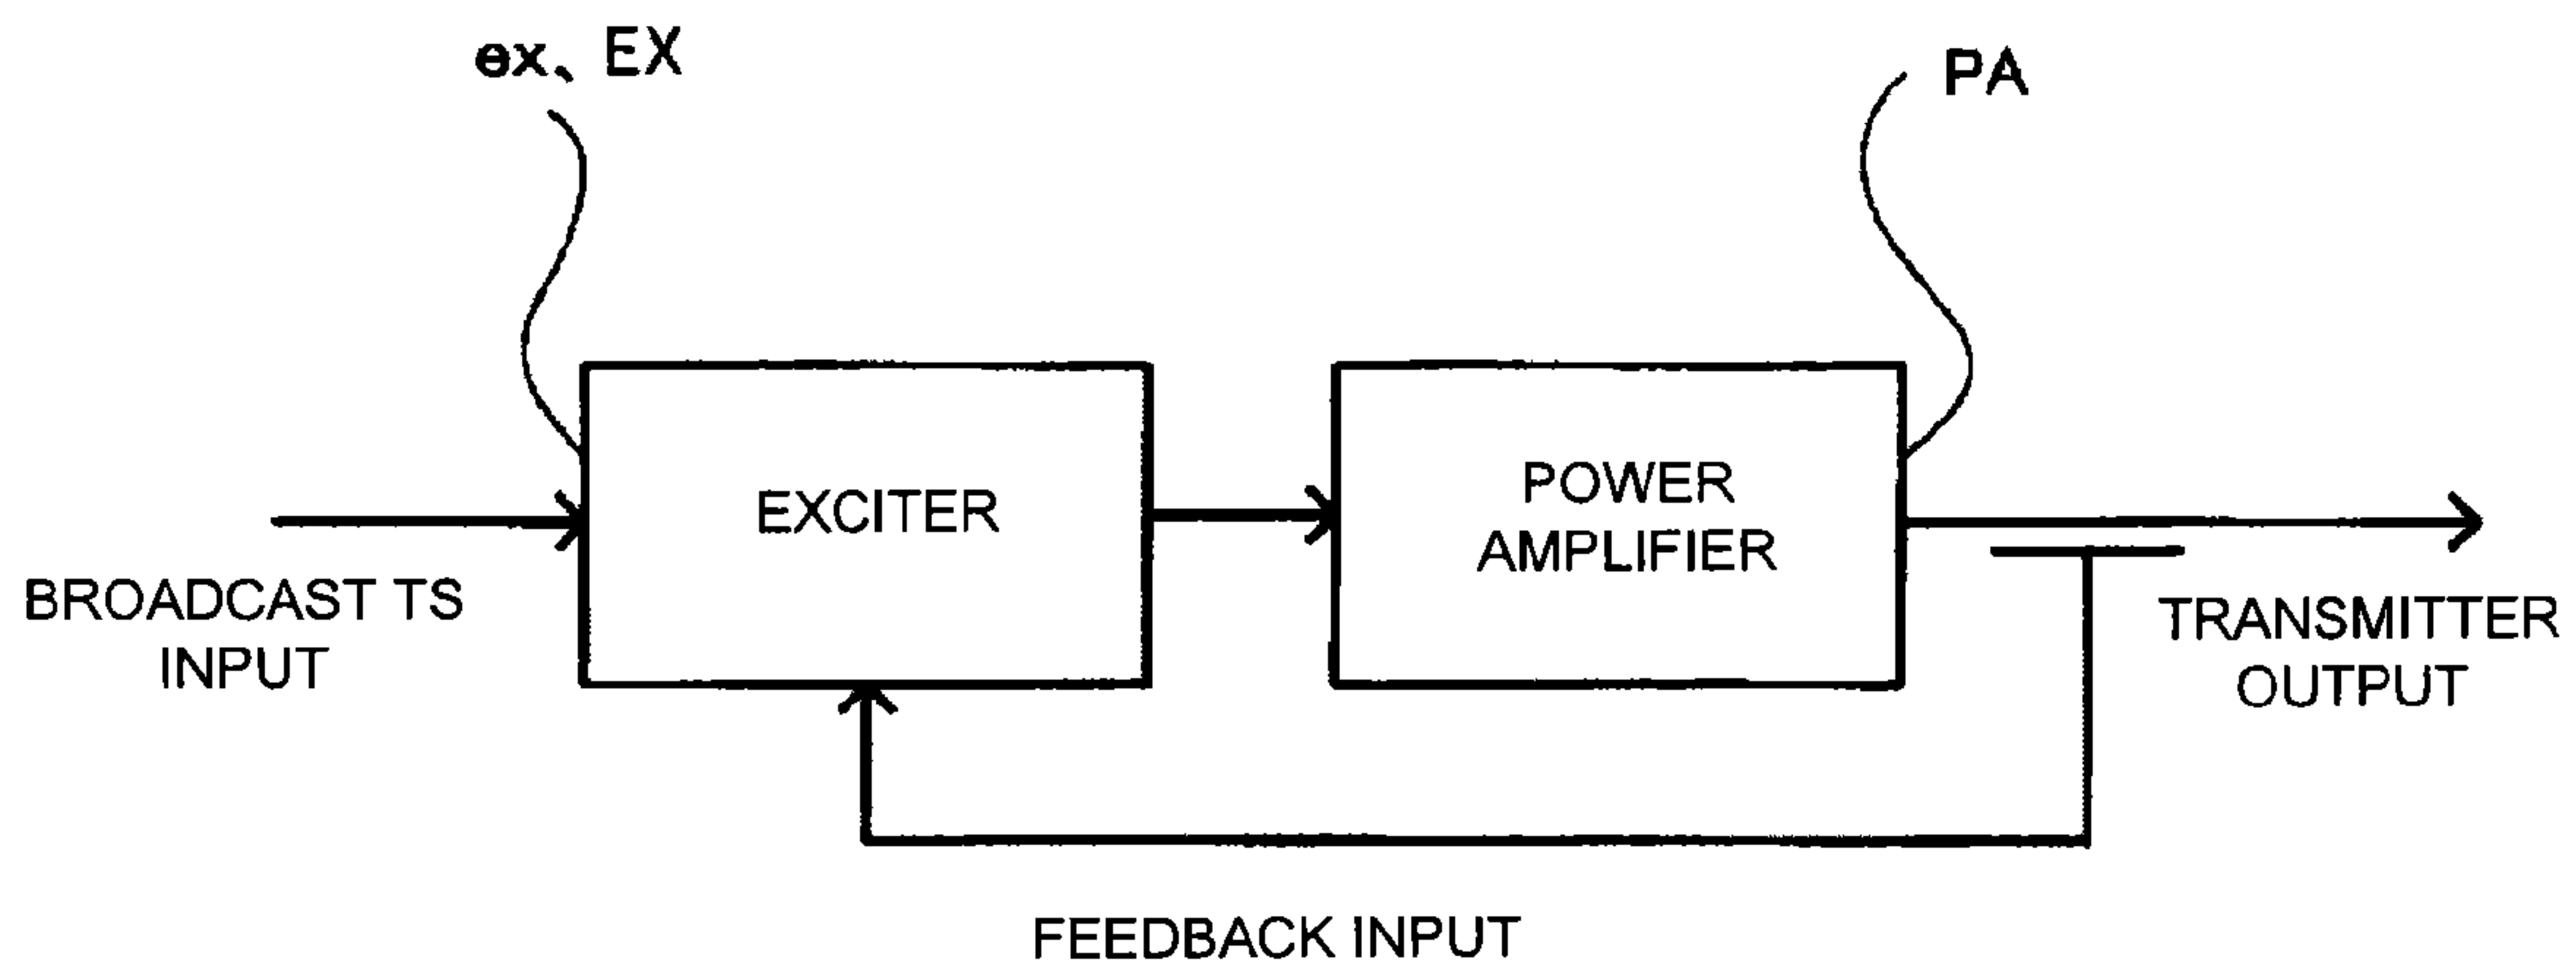 ex、EX
PA
EXCITER
POWER
AMPLIFIER
BROADCAST TS
INPUT
TRANSMITTER
OUTPUT
FEEDBACK INPUT